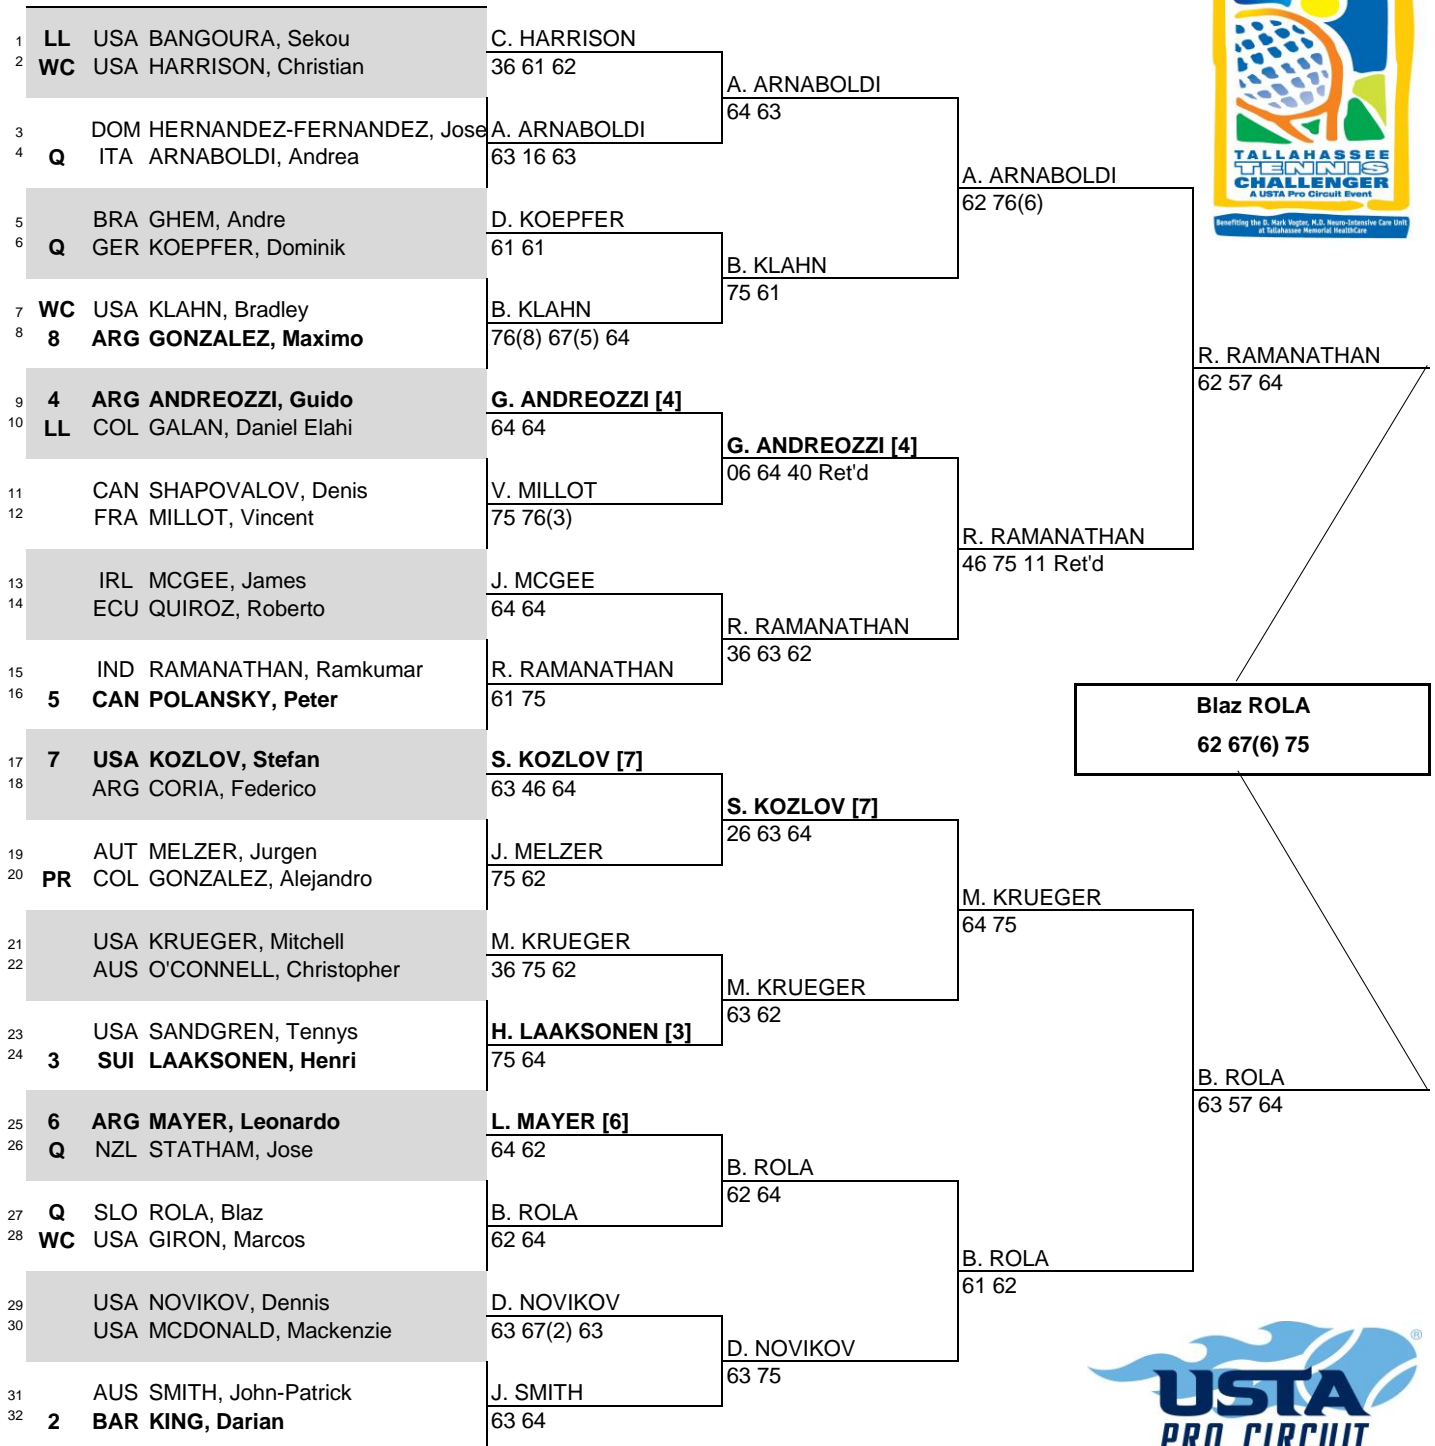 1 LL USA BANGOURA, Sekou
2 WC USA HARRISON, Christian
3 DOM HERNANDEZ-FERNANDEZ, Jose
4 Q ITA ARNABOLDI, Andrea
5 BRA GHEM, Andre
6 Q GER KOEPFER, Dominik
7 WC USA KLAHN, Bradley
8 8 ARG GONZALEZ, Maximo
9 4 ARG ANDREOZZI, Guido
10 LL COL GALAN, Daniel Elahi
11 CAN SHAPOVALOV, Denis
12 FRA MILLOT, Vincent
13 IRL MCGEE, James
14 ECU QUIROZ, Roberto
15 IND RAMANATHAN, Ramkumar
16 5 CAN POLANSKY, Peter
17 7 USA KOZLOV, Stefan
18 ARG CORIA, Federico
19 AUT MELZER, Jurgen
20 PR COL GONZALEZ, Alejandro
21 USA KRUEGER, Mitchell
22 AUS O'CONNELL, Christopher
23 USA SANDGREN, Tennys
24 3 SUI LAAKSONEN, Henri
25 6 ARG MAYER, Leonardo
26 Q NZL STATHAM, Jose
27 Q SLO ROLA, Blaz
28 WC USA GIRON, Marcos
29 USA NOVIKOV, Dennis
30 USA MCDONALD, Mackenzie
31 AUS SMITH, John-Patrick
32 2 BAR KING, Darian
C. HARRISON
36 61 62
A. ARNABOLDI
63 16 63
D. KOEPFER
61 61
B. KLAHN
76(8) 67(5) 64
G. ANDREOZZI [4]
64 64
V. MILLOT
75 76(3)
J. MCGEE
64 64
R. RAMANATHAN
61 75
S. KOZLOV [7]
63 46 64
J. MELZER
75 62
M. KRUEGER
36 75 62
H. LAAKSONEN [3]
75 64
L. MAYER [6]
64 62
B. ROLA
62 64
D. NOVIKOV
63 67(2) 63
J. SMITH
63 64
A. ARNABOLDI
64 63
B. KLAHN
75 61
G. ANDREOZZI [4]
06 64 40 Ret'd
R. RAMANATHAN
36 63 62
S. KOZLOV [7]
26 63 64
M. KRUEGER
63 62
B. ROLA
62 64
D. NOVIKOV
63 75
A. ARNABOLDI
62 76(6)
R. RAMANATHAN
46 75 11 Ret'd
M. KRUEGER
64 75
B. ROLA
61 62
R. RAMANATHAN
62 57 64
B. ROLA
63 57 64
Blaz ROLA
62 67(6) 75
TALLAHASSEE
TENNIS
CHALLENGER
A USTA Pro Circuit Event
Benefiting the D. Mark Vogter, M.D. Neuro-Intensive Care Unit
at Tallahassee Memorial HealthCare
USTA
PRO CIRCUIT